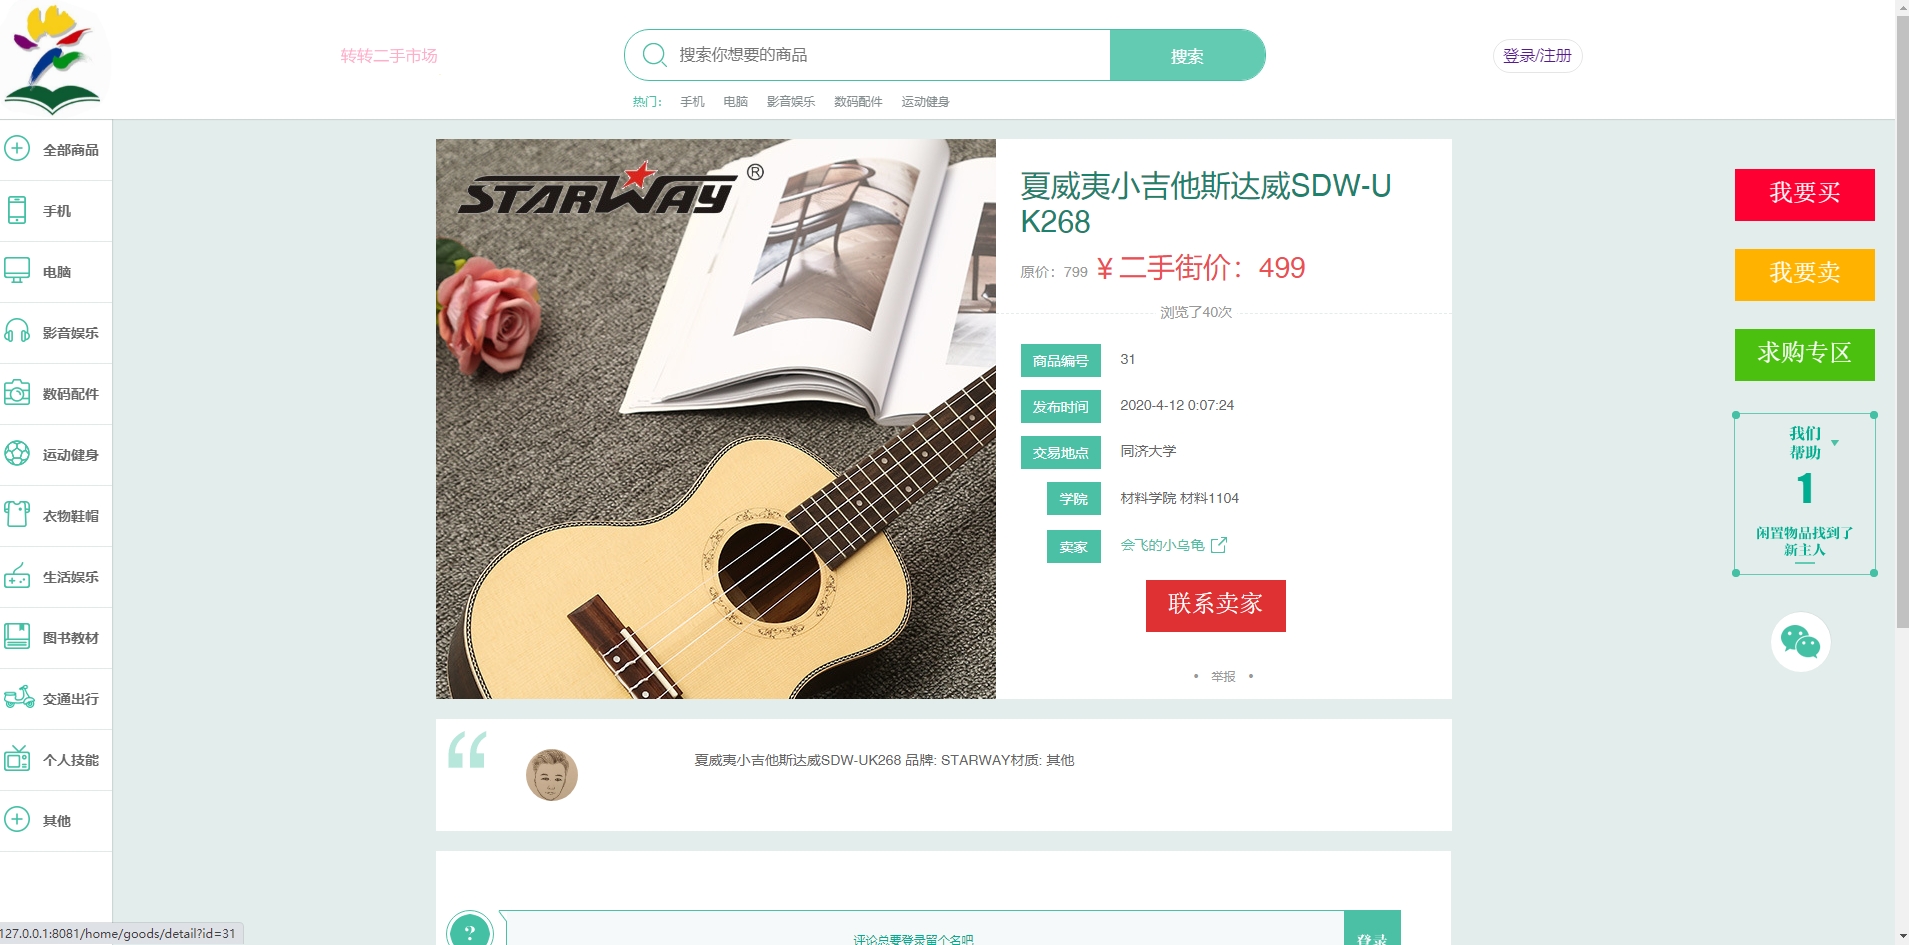 转转二手市场
搜索你想要的商品
搜索
登录/注册
热门： 手机 电脑 影音娱乐 数码配件 运动健身
全部商品
手机
电脑
影音娱乐
数码配件
运动健身
衣物鞋帽
生活娱乐
图书教材
交通出行
个人技能
其他
STARWAY®
夏威夷小吉他斯达威SDW-U
K268
原价：799 ¥ 二手街价：499
浏览了40次
商品编号 31
发布时间 2020-4-12 0:07:24
交易地点 同济大学
学院 材料学院 材料1104
卖家 会飞的小乌龟
联系卖家
• 举报 •
我要买
我要卖
求购专区
我们
帮助
1
闲置物品找到了
新主人
夏威夷小吉他斯达威SDW-UK268 品牌: STARWAY材质: 其他
?
评论总要登录留个名吧
登录
127.0.0.1:8081/home/goods/detail?id=31